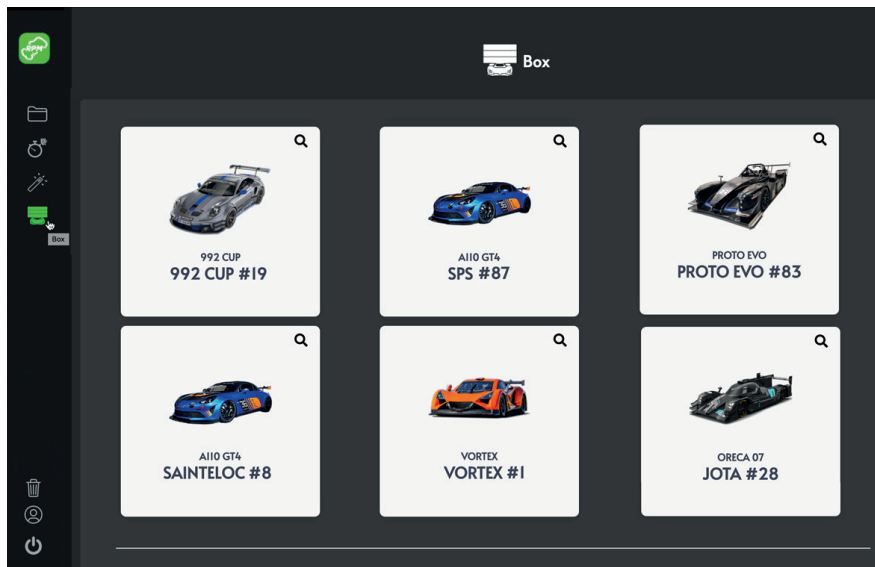 RPM
Box
Box
992 CUP
992 CUP #19
A110 GT4
SPS #87
PROTO EVO
PROTO EVO #83
A110 GT4
SAINTELOC #8
VORTEX
VORTEX #1
ORECA 07
JOTA #28